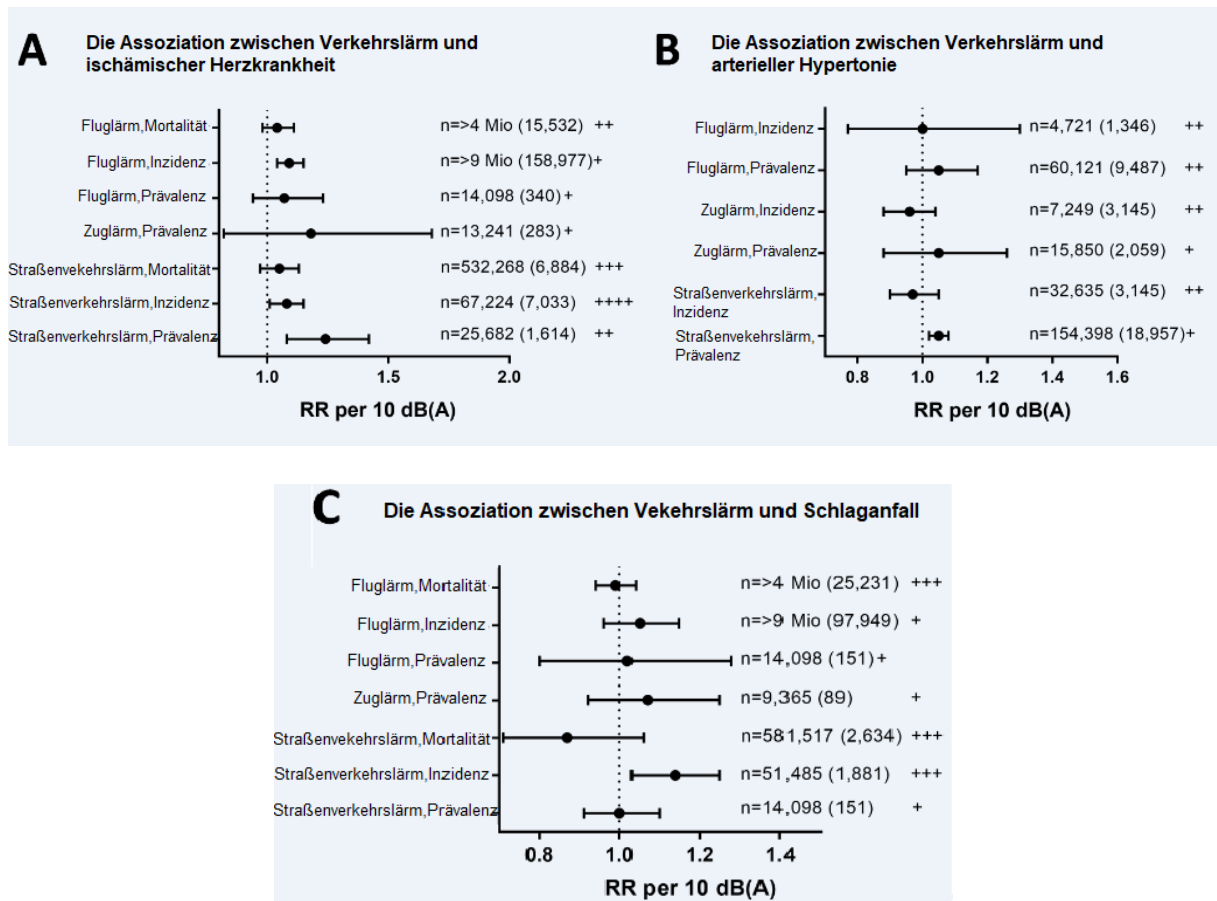 A Die Assoziation zwischen Verkehrslärm und
ischämischer Herzkrankheit
Fluglärm,Mortalität n=>4 Mio (15,532) ++
Fluglärm,Inzidenz n=>9 Mio (158,977)+
Fluglärm,Prävalenz n=14,098 (340) +
Zuglärm,Prävalenz n=13,241 (283) +
Straßenvekehrslärm,Mortalität n=532,268 (6,884) +++
Straßenverkehrslärm,Inzidenz n=67,224 (7,033) ++++
Straßenverkehrslärm,Prävalenz n=25,682 (1,614) ++
1.0 1.5 2.0
RR per 10 dB(A)
B Die Assoziation zwischen Verkehrslärm und
arterieller Hypertonie
Fluglärm,Inzidenz n=4,721 (1,346) ++
Fluglärm,Prävalenz n=60,121 (9,487) ++
Zuglärm,Inzidenz n=7,249 (3,145) ++
Zuglärm,Prävalenz n=15,850 (2,059) +
Straßenverkehrslärm, n=32,635 (3,145) ++
Inzidenz
Straßenvekehrslärm, n=154,398 (18,957)+
Prävalenz
0.8 1.0 1.2 1.4 1.6
RR per 10 dB(A)
C Die Assoziation zwischen Vekehrslärm und Schlaganfall
Fluglärm,Mortalität n=>4 Mio (25,231) +++
Fluglärm,Inzidenz n=>9 Mio (97,949) +
Fluglärm,Prävalenz n=14,098 (151)+
Zuglärm,Prävalenz n=9,365 (89) +
Straßenvekehrslärm,Mortalität n=581,517 (2,634) +++
Straßenverkehrslärm,Inzidenz n=51,485 (1,881) +++
Straßenverkehrslärm,Prävalenz n=14,098 (151) +
0.8 1.0 1.2 1.4
RR per 10 dB(A)